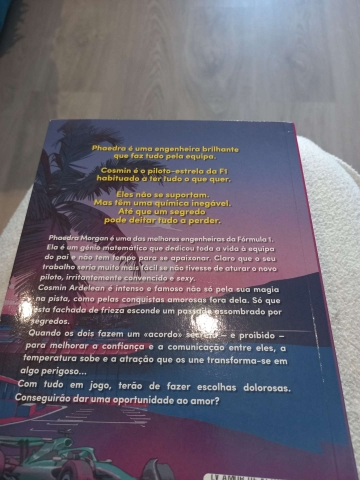 Phaedra é uma engenheira brilhante
que faz tudo pela equipa.
Cosmin é o piloto-estrela da F1
habituado a ter tudo o que quer.
Eles não se suportam.
Mas têm uma química inegável.
Até que um segredo
pode deitar tudo a perder.
Phaedra Morgan é uma das melhores engenheiras da Fórmula 1.
Ela é um génio matemático que dedicou toda a vida à equipa
do pai e não tem tempo para se apaixonar. Claro que o seu
trabalho seria muito mais fácil se não tivesse de aturar o novo
piloto, irritantemente convencido e sexy.
Cosmin Ardelean é intenso e famoso não só pela sua magia
na pista, como pelas conquistas amorosas fora dela. Só que
esta fachada de frieza esconde um passado assombrado por
segredos.
Quando os dois fazem um «acordo» secreto – e proibido –
para melhorar a confiança e a comunicação entre eles, a
temperatura sobe e a atração que os une transforma-se em
algo perigoso...
Com tudo em jogo, terão de fazer escolhas dolorosas.
Conseguirão dar uma oportunidade ao amor?